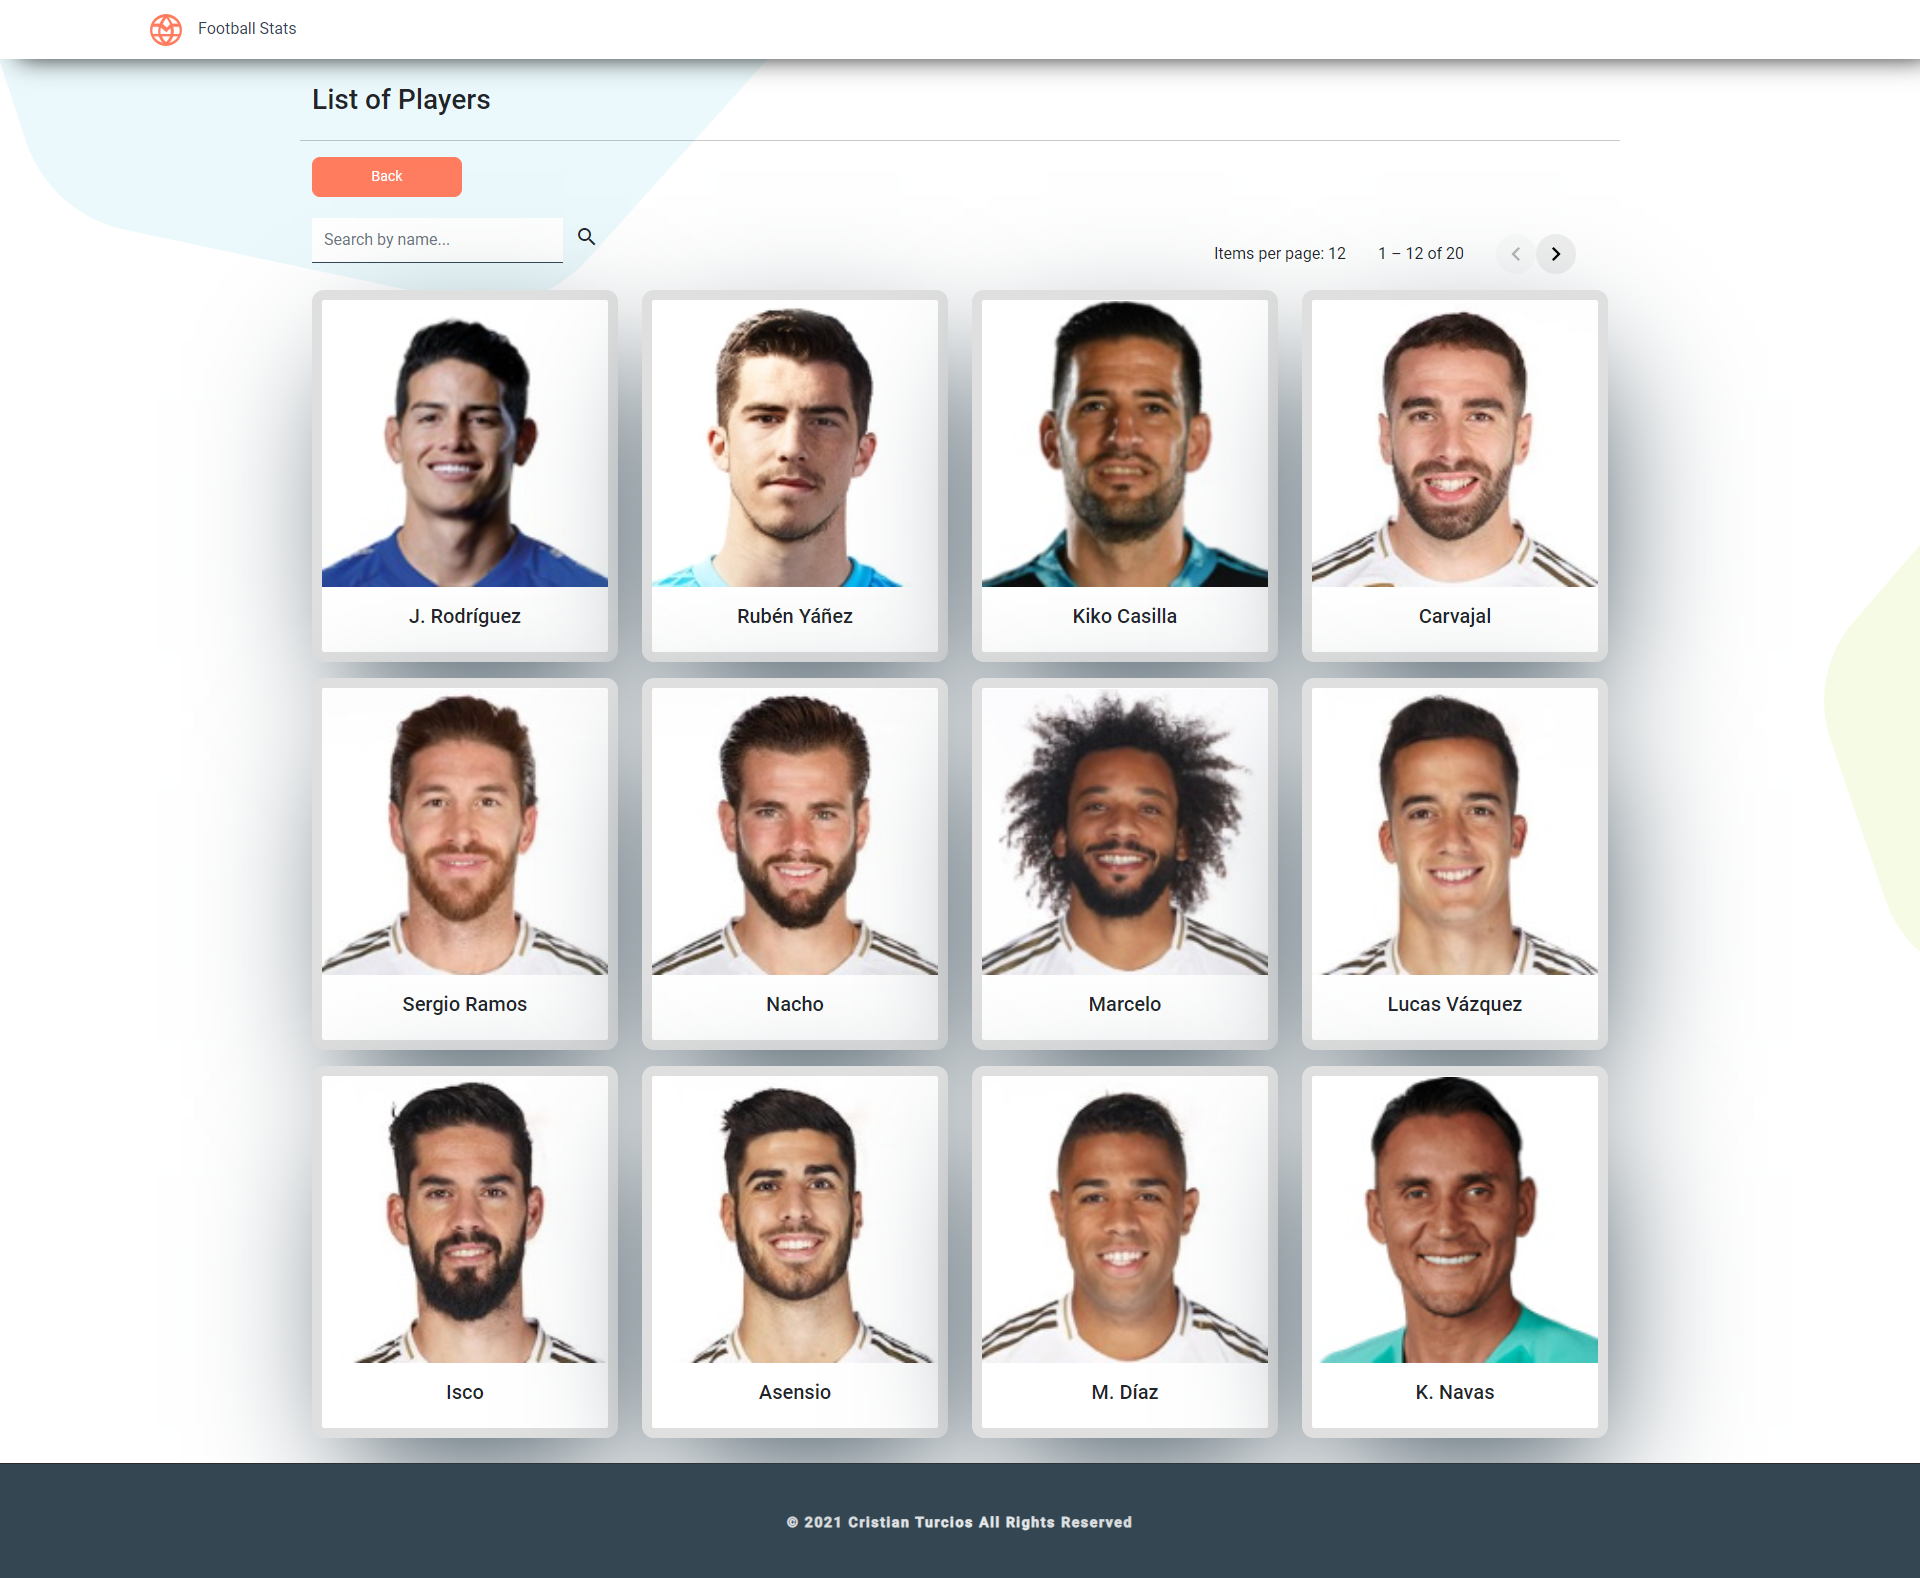 Football Stats
List of Players
Back
Search by name...
Items per page: 12 1 – 12 of 20
J. Rodríguez
Rubén Yáñez
Kiko Casilla
Carvajal
Sergio Ramos
Nacho
Marcelo
Lucas Vázquez
Isco
Asensio
M. Díaz
K. Navas
© 2021 Cristian Turcios All Rights Reserved